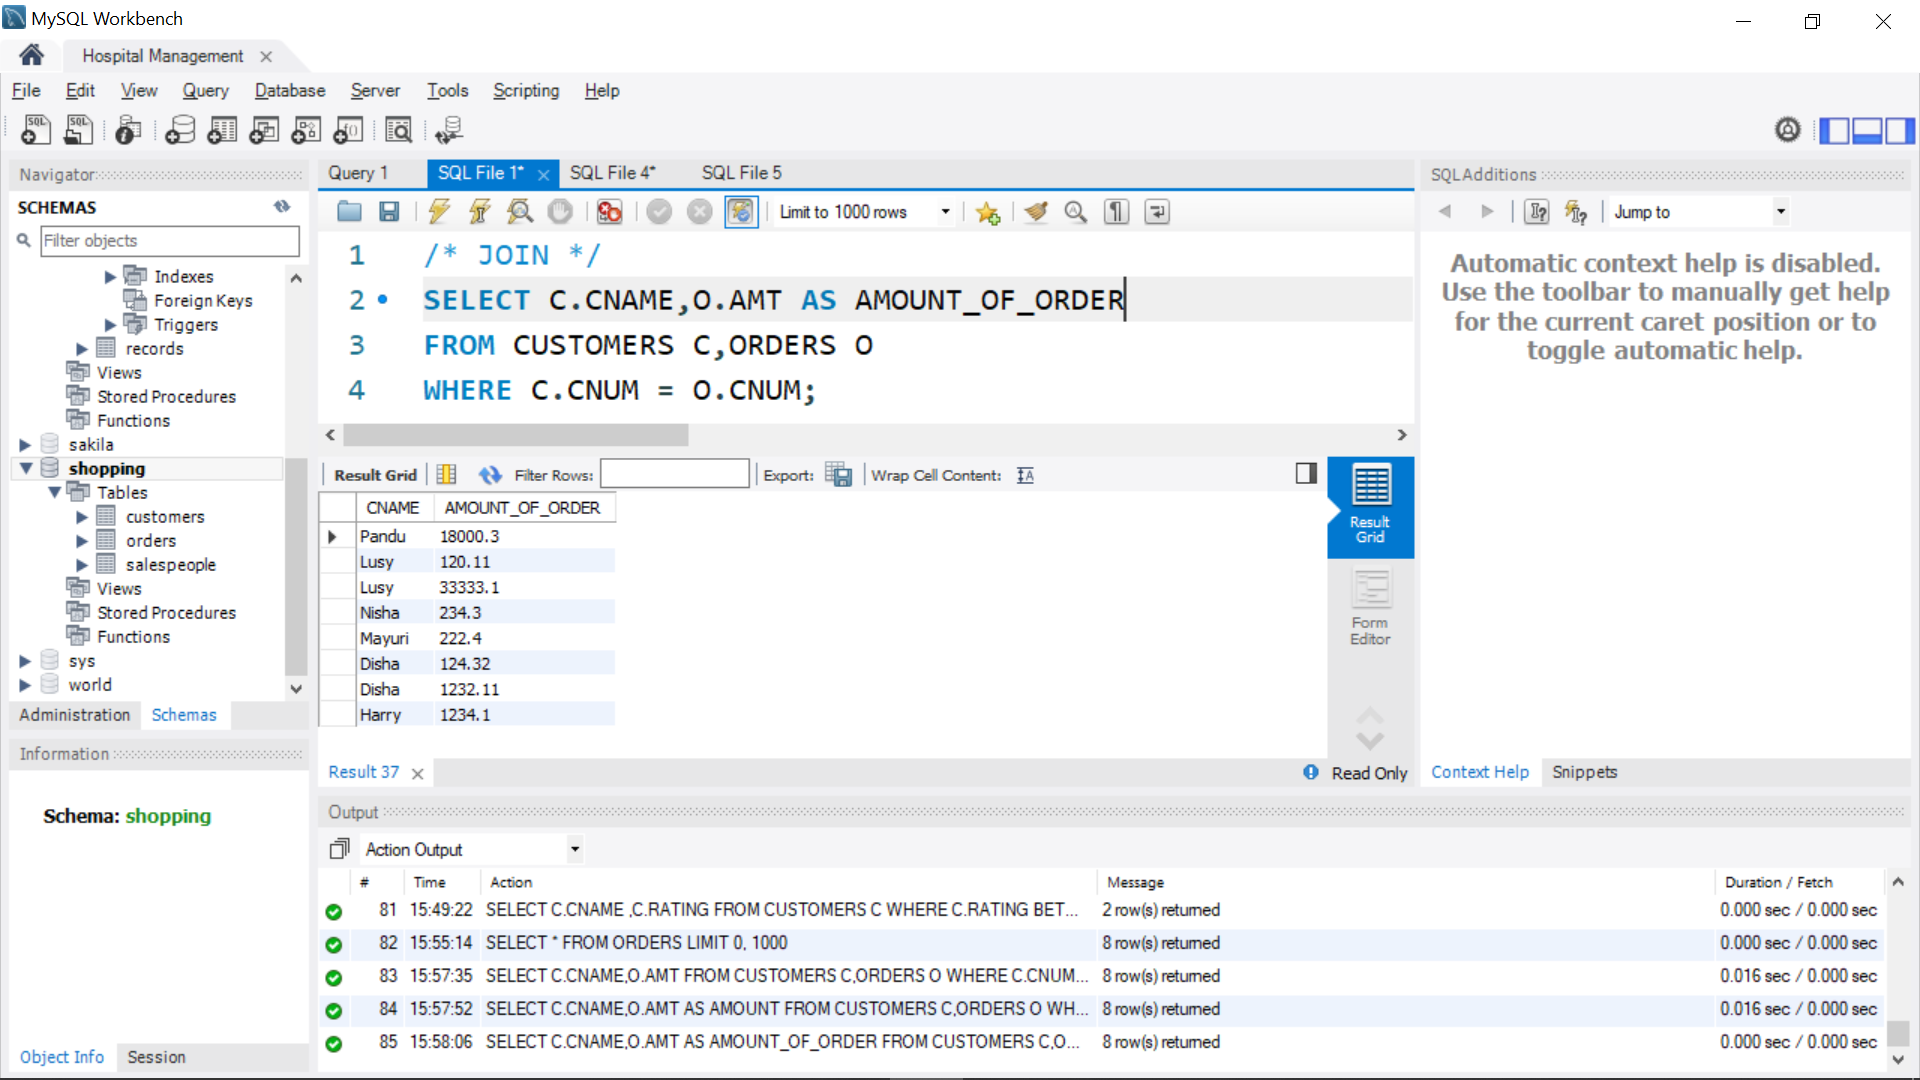 MySQL Workbench
Hospital Management
File Edit View Query Database Server Tools Scripting Help
Navigator
SCHEMAS
Filter objects
Indexes
Foreign Keys
Triggers
records
Views
Stored Procedures
Functions
sakila
shopping
Tables
customers
orders
salespeople
Views
Stored Procedures
Functions
sys
world
Administration Schemas
Information
Schema: shopping
Object Info Session
Query 1 SQL File 1* SQL File 4* SQL File 5
Limit to 1000 rows
1 /* JOIN */
2 SELECT C.CNAME,O.AMT AS AMOUNT_OF_ORDER
3 FROM CUSTOMERS C,ORDERS O
4 WHERE C.CNUM = O.CNUM;
Result Grid Filter Rows: Export: Wrap Cell Content:
CNAME AMOUNT_OF_ORDER
Pandu 18000.3
Lusy 120.11
Lusy 33333.1
Nisha 234.3
Mayuri 222.4
Disha 124.32
Disha 1232.11
Harry 1234.1
Result
Grid
Form
Editor
Result 37 Read Only
SQLAdditions
Jump to
Automatic context help is disabled.
Use the toolbar to manually get help
for the current caret position or to
toggle automatic help.
Context Help Snippets
Output
Action Output
# Time Action Message Duration / Fetch
81 15:49:22 SELECT C.CNAME ,C.RATING FROM CUSTOMERS C WHERE C.RATING BET... 2 row(s) returned 0.000 sec / 0.000 sec
82 15:55:14 SELECT * FROM ORDERS LIMIT 0, 1000 8 row(s) returned 0.000 sec / 0.000 sec
83 15:57:35 SELECT C.CNAME,O.AMT FROM CUSTOMERS C,ORDERS O WHERE C.CNUM... 8 row(s) returned 0.016 sec / 0.000 sec
84 15:57:52 SELECT C.CNAME,O.AMT AS AMOUNT FROM CUSTOMERS C,ORDERS O WH... 8 row(s) returned 0.016 sec / 0.000 sec
85 15:58:06 SELECT C.CNAME,O.AMT AS AMOUNT_OF_ORDER FROM CUSTOMERS C,O... 8 row(s) returned 0.000 sec / 0.000 sec